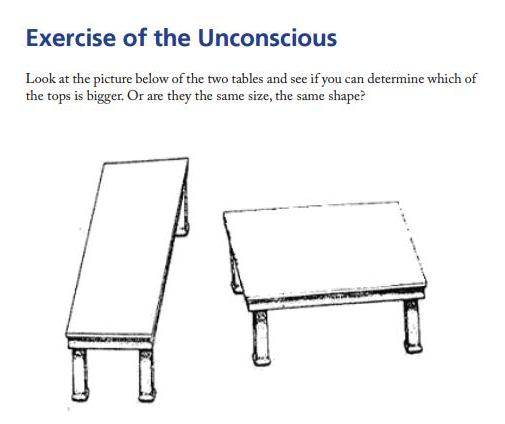 Exercise of the Unconscious
Look at the picture below of the two tables and see if you can determine which of
the tops is bigger. Or are they the same size, the same shape?